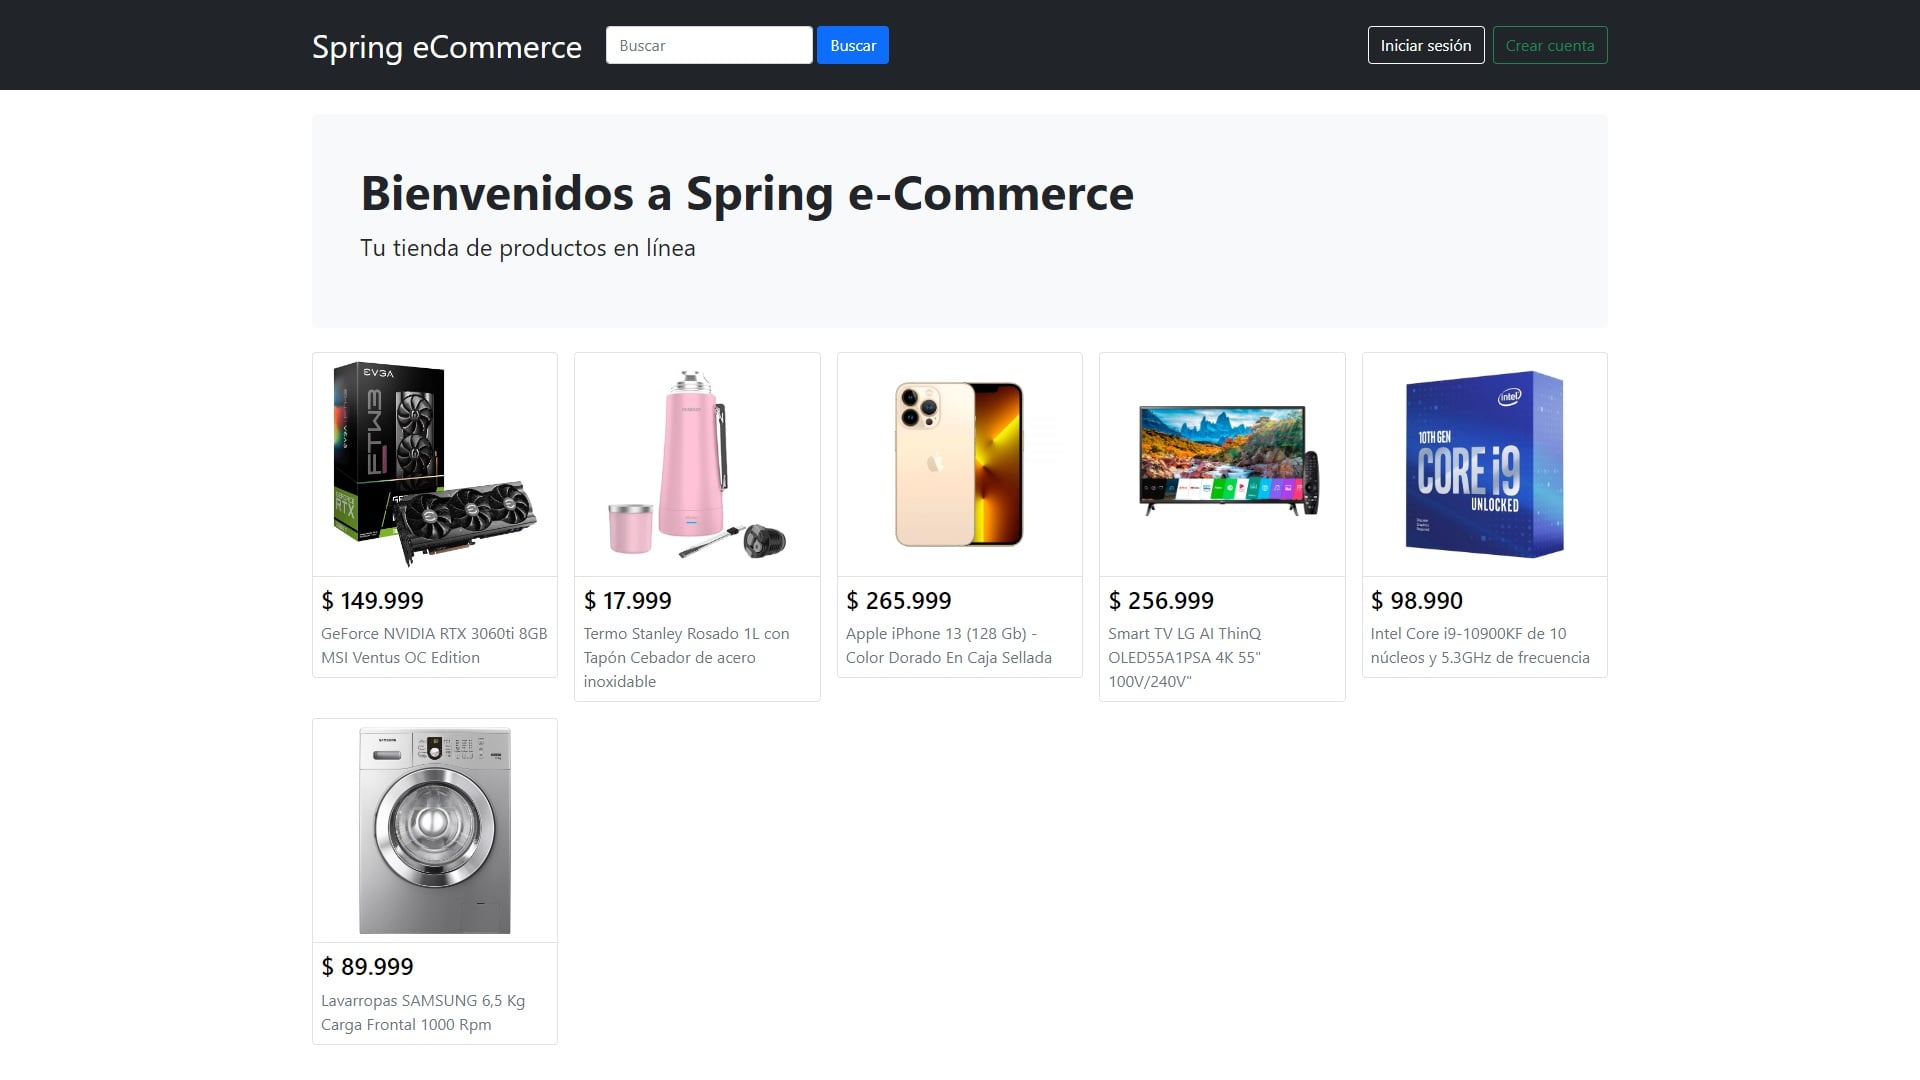 Spring eCommerce
Buscar
Buscar
Iniciar sesión
Crear cuenta
Bienvenidos a Spring e-Commerce
Tu tienda de productos en línea
EVGA
FTW3
GEFORCE
RTX
$ 149.999
GeForce NVIDIA RTX 3060ti 8GB
MSI Ventus OC Edition
$ 17.999
Termo Stanley Rosado 1L con
Tapón Cebador de acero
inoxidable
$ 265.999
Apple iPhone 13 (128 Gb) -
Color Dorado En Caja Sellada
$ 256.999
Smart TV LG AI ThinQ
OLED55A1PSA 4K 55"
100V/240V"
intel
10TH GEN
CORE i9
UNLOCKED
$ 98.990
Intel Core i9-10900KF de 10
núcleos y 5.3GHz de frecuencia
SAMSUNG
$ 89.999
Lavarropas SAMSUNG 6,5 Kg
Carga Frontal 1000 Rpm